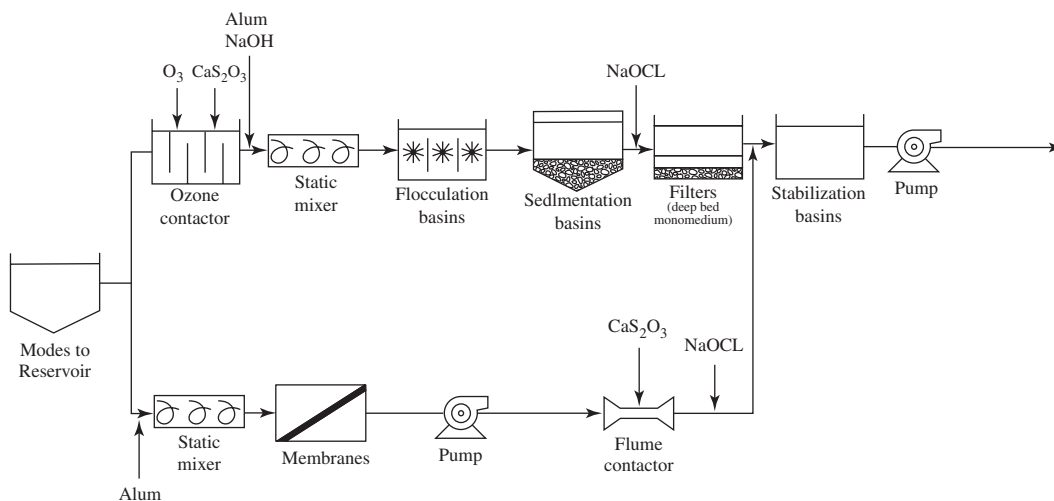 Alum
NaOH
O₃
CaS₂O₃
NaOCL
Ozone
contactor
Static
mixer
Flocculation
basins
Sedlmentation
basins
Filters
(deep bed
monomedium)
Stabilization
basins
Pump
Modes to
Reservoir
CaS₂O₃
NaOCL
Static
mixer
Membranes
Pump
Flume
contactor
Alum